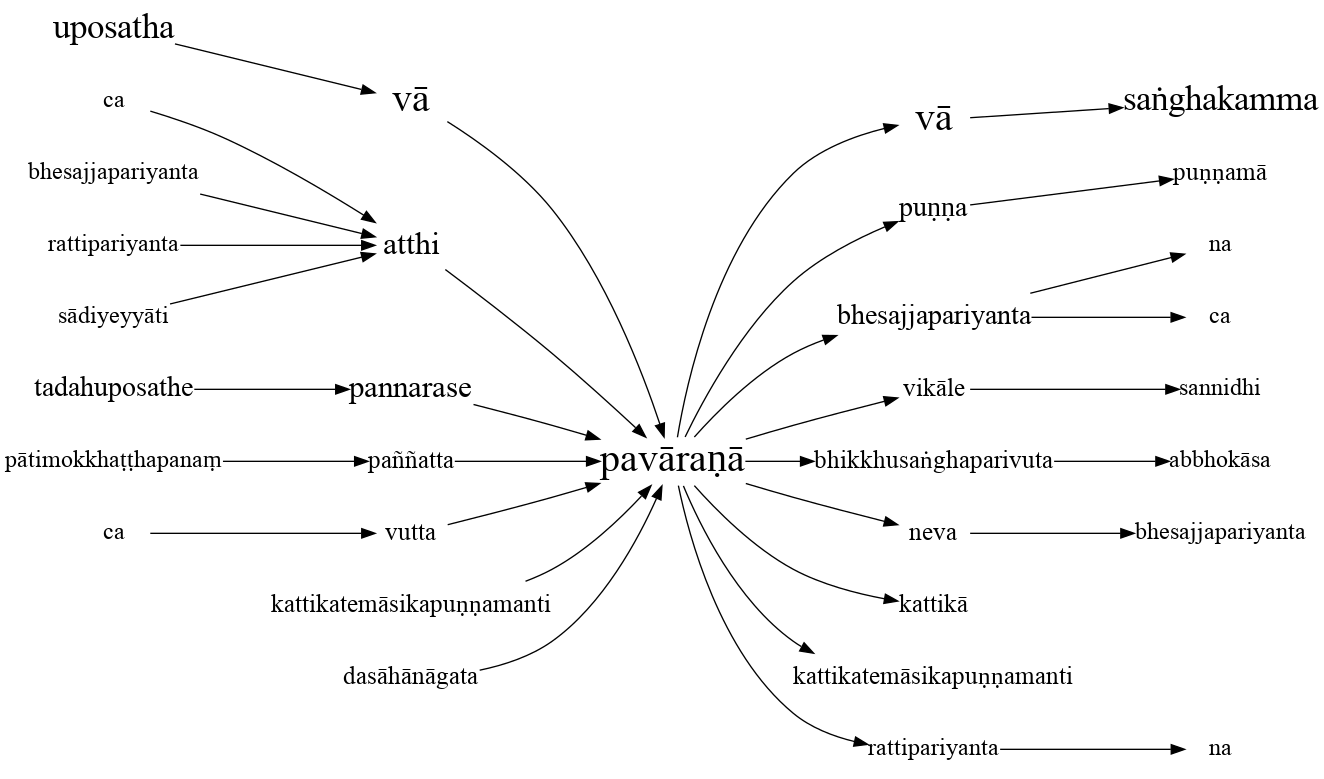 uposatha
ca
vā
saṅghakamma
vā
bhesajjapariyanta
puṇṇamā
puṇṇa
rattipariyanta
atthi
na
sādiyeyyāti
bhesajjapariyanta
ca
tadahuposathe
pannarase
vikāle
sannidhi
pātimokkhaṭṭhapanaṃ
paññatta
pavāraṇā
bhikkhusaṅghaparivuta
abbhokāsa
ca
vutta
neva
bhesajjapariyanta
kattikatemāsikapuṇṇamanti
kattikā
dasāhānāgata
kattikatemāsikapuṇṇamanti
rattipariyanta
na